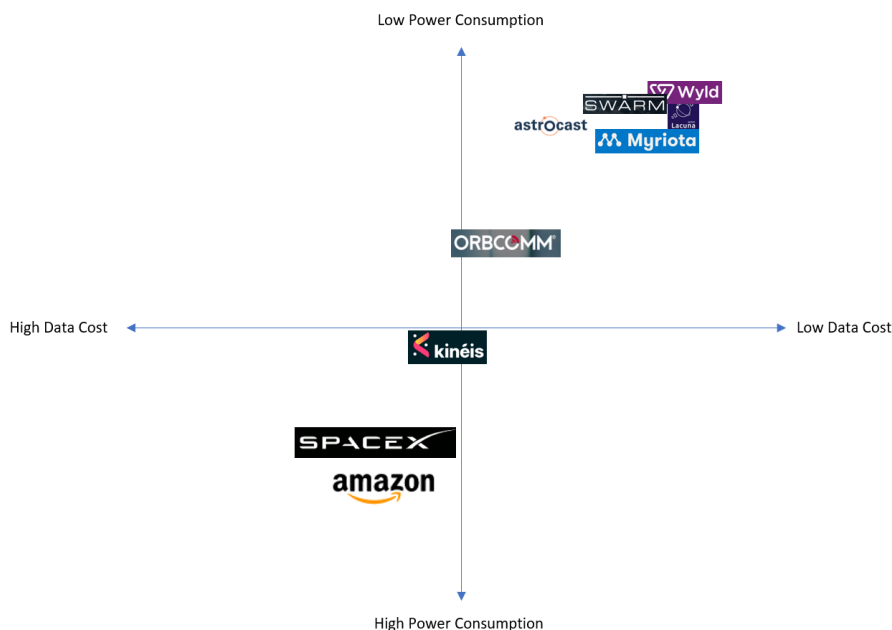 Low Power Consumption
Wyld
SWARM
Lacuna
astrocast
Myriota
ORBCOMM
High Data Cost
Low Data Cost
kinéis
SPACEX
amazon
High Power Consumption